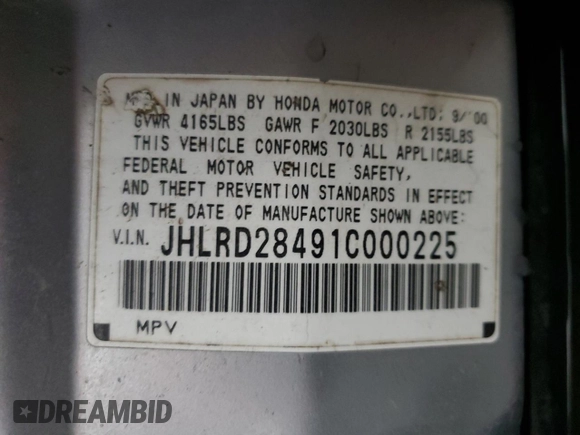 IN JAPAN BY HONDA MOTOR CO.,LTD; 9/'00
GVWR 4165LBS GAWR F 2030LBS R 2155LBS
THIS VEHICLE CONFORMS TO ALL APPLICABLE
FEDERAL MOTOR VEHICLE SAFETY,
AND THEFT PREVENTION STANDARDS IN EFFECT
ON THE DATE OF MANUFACTURE SHOWN ABOVE:
V.I.N. JHLRD28491C000225
MPV
DREAMBID